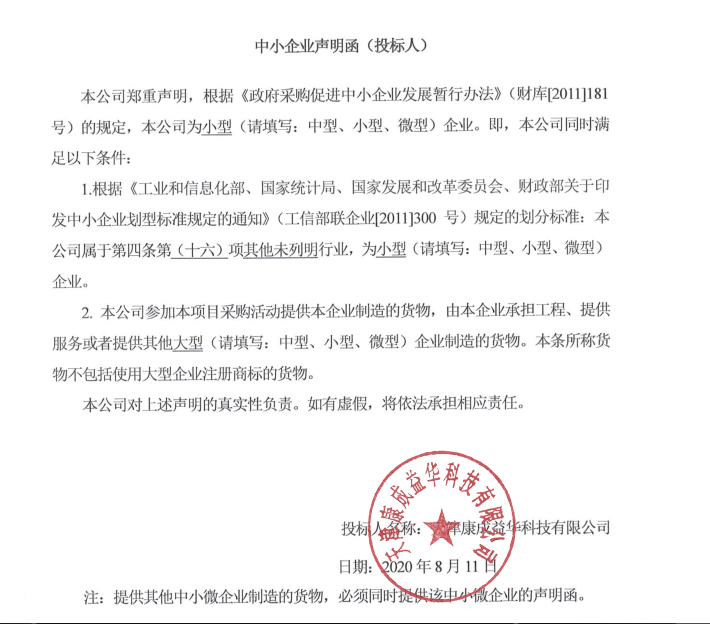 中小企业声明函（投标人）
本公司郑重声明，根据《政府采购促进中小企业发展暂行办法》（财库[2011]181
号）的规定，本公司为小型（请填写：中型、小型、微型）企业。即，本公司同时满
足以下条件：
1.根据《工业和信息化部、国家统计局、国家发展和改革委员会、财政部关于印
发中小企业划型标准规定的通知》（工信部联企业[2011]300 号）规定的划分标准：本
公司属于第四条第（十六）项其他未列明行业，为小型（请填写：中型、小型、微型）
企业。
2. 本公司参加本项目采购活动提供本企业制造的货物，由本企业承担工程、提供
服务或者提供其他大型（请填写：中型、小型、微型）企业制造的货物。本条所称货
物不包括使用大型企业注册商标的货物。
本公司对上述声明的真实性负责。如有虚假，将依法承担相应责任。
天津康成益华科技有限公司
投标人名称：天津康成益华科技有限公司
日期：2020 年 8 月 11 日
注：提供其他中小微企业制造的货物，必须同时提供该中小微企业的声明函。